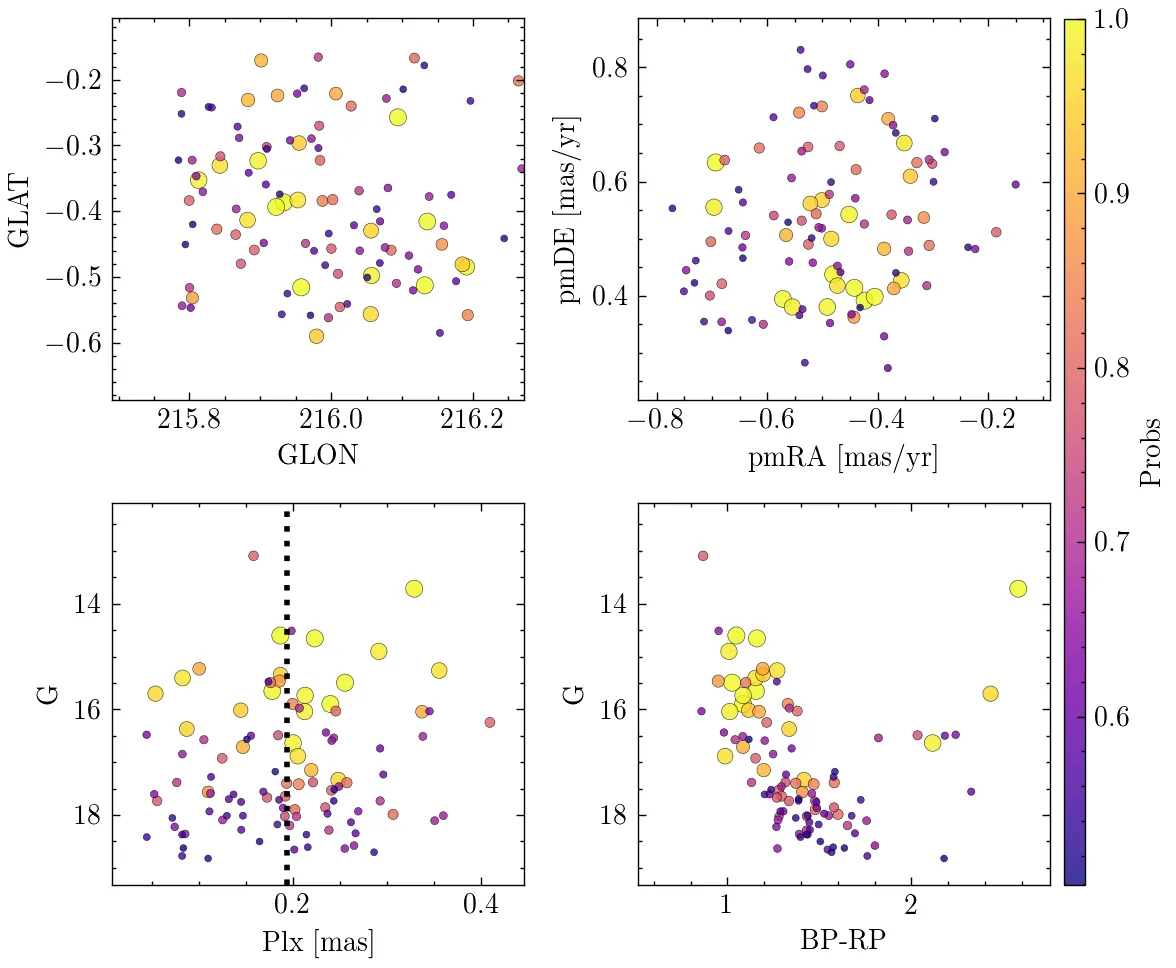 −0.2
−0.3
−0.4
−0.5
−0.6
GLAT
215.8 216.0 216.2
GLON
0.8
0.6
0.4
pmDE [mas/yr]
−0.8 −0.6 −0.4 −0.2
pmRA [mas/yr]
1.0
0.9
0.8
0.7
0.6
Probs
14
16
18
G
0.2 0.4
Plx [mas]
14
16
18
G
1 2
BP-RP